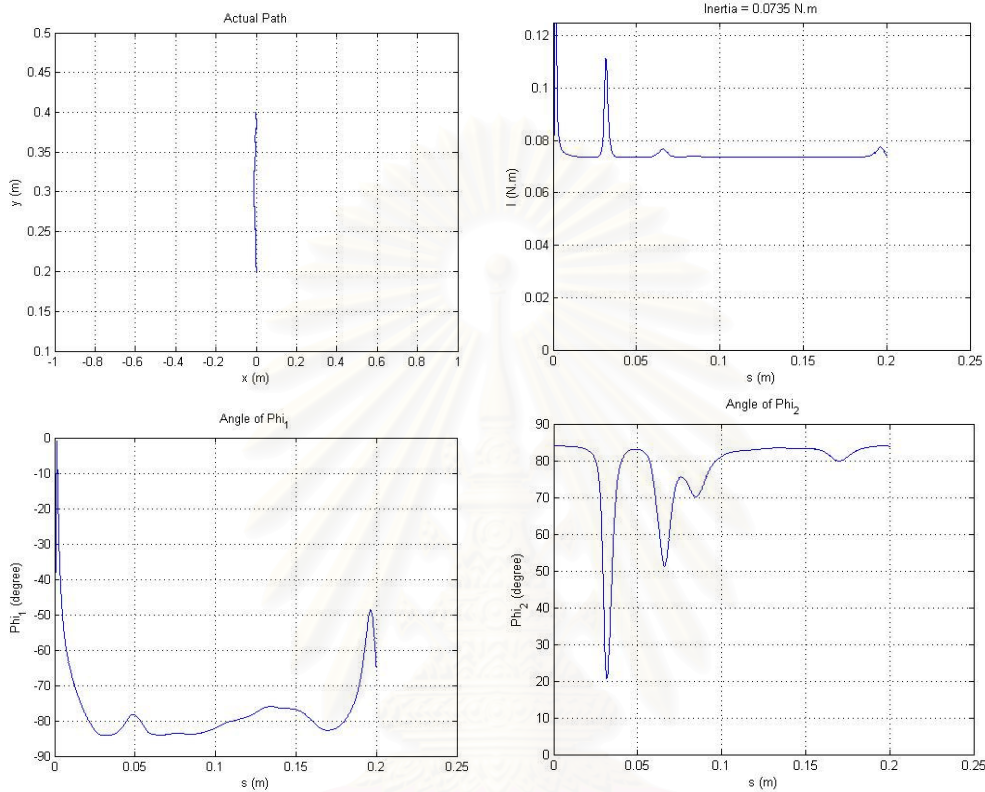 Actual Path
0.5
0.45
0.4
0.35
0.3
0.25
0.2
0.15
0.1
-1 -0.8 -0.6 -0.4 -0.2 0 0.2 0.4 0.6 0.8 1
y (m)
x (m)
Inertia = 0.0735 N.m
0.12
0.1
0.08
0.06
0.04
0.02
0
0 0.05 0.1 0.15 0.2 0.25
I (N.m)
s (m)
Angle of Phi1
0
-10
-20
-30
-40
-50
-60
-70
-80
-90
0 0.05 0.1 0.15 0.2 0.25
Phi1 (degree)
s (m)
Angle of Phi2
90
80
70
60
50
40
30
20
10
0
0 0.05 0.1 0.15 0.2 0.25
Phi2 (degree)
s (m)